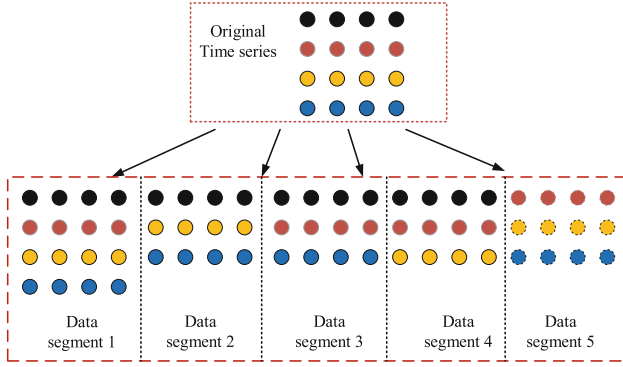 Original
Time series
Data
segment 1
Data
segment 2
Data
segment 3
Data
segment 4
Data
segment 5